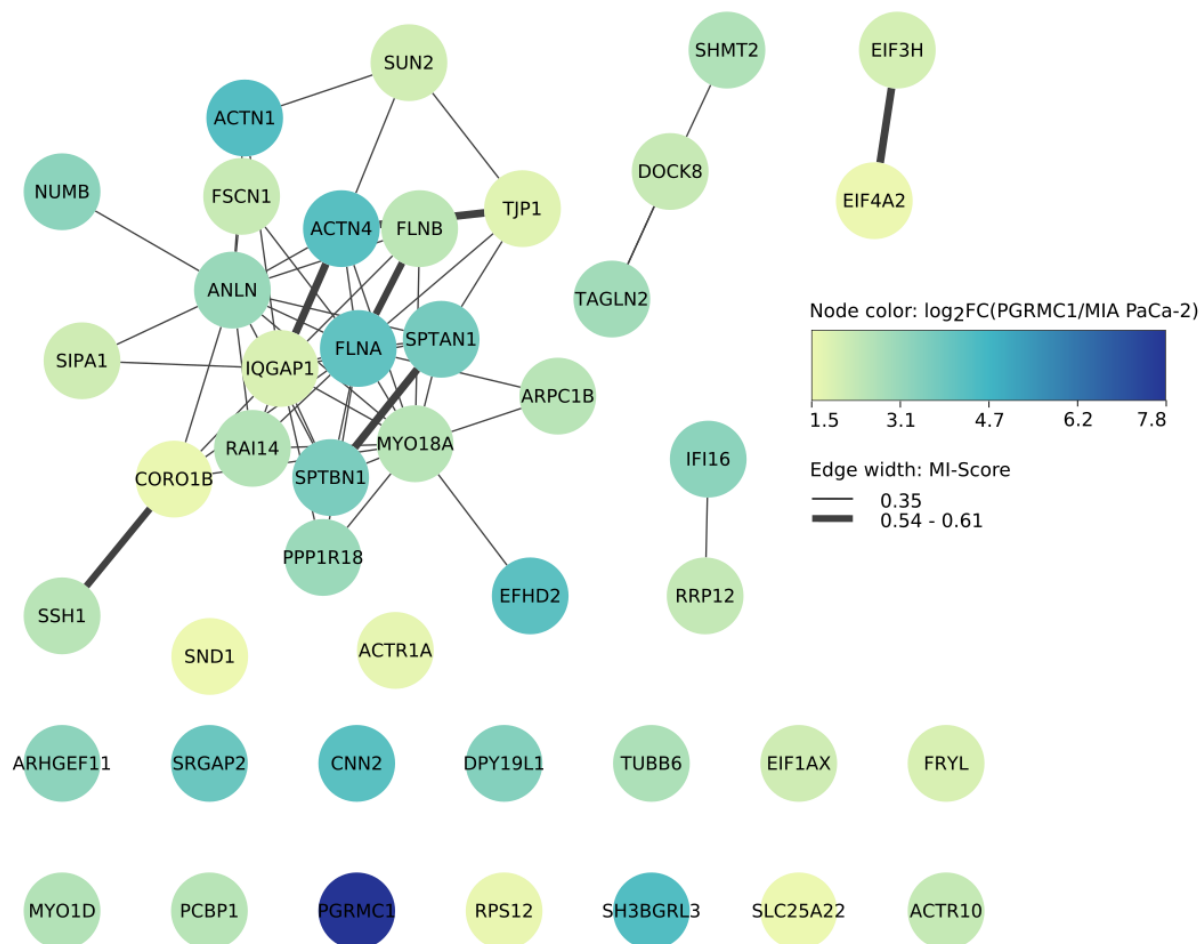 SHMT2
EIF3H
SUN2
ACTN1
DOCK8
NUMB
FSCN1
EIF4A2
TJP1
ACTN4
FLNB
ANLN
TAGLN2
Node color: log2FC(PGRMC1/MIA PaCa-2)
FLNA
SPTAN1
SIPA1
IQGAP1
ARPC1B
1.5 3.1 4.7 6.2 7.8
RAI14
MYO18A
IFI16
Edge width: MI-Score
CORO1B
SPTBN1
0.35
0.54 - 0.61
PPP1R18
EFHD2
RRP12
SSH1
SND1
ACTR1A
ARHGEF11
SRGAP2
CNN2
DPY19L1
TUBB6
EIF1AX
FRYL
MYO1D
PCBP1
PGRMC1
RPS12
SH3BGRL3
SLC25A22
ACTR10